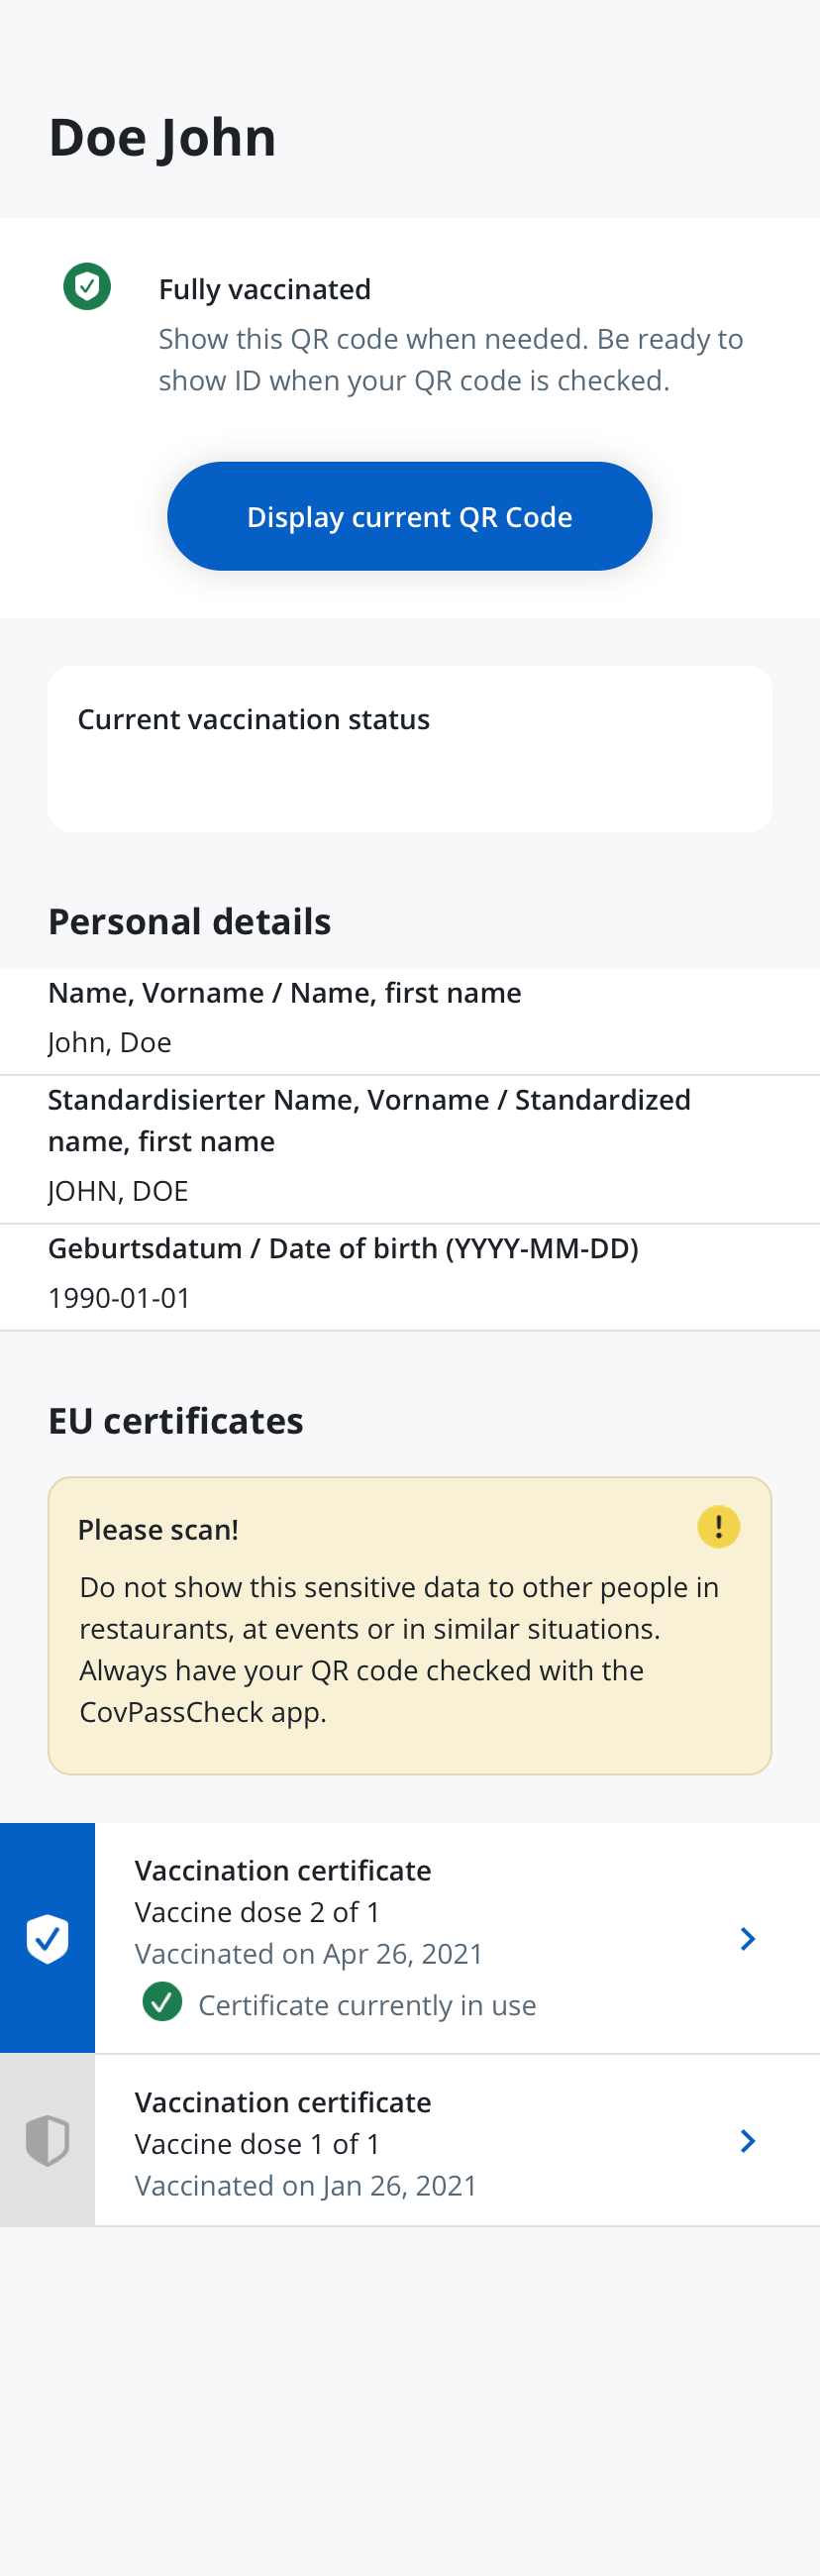 Doe John
Fully vaccinated
Show this QR code when needed. Be ready to
show ID when your QR code is checked.
Display current QR Code
Current vaccination status
Personal details
Name, Vorname / Name, first name
John, Doe
Standardisierter Name, Vorname / Standardized
name, first name
JOHN, DOE
Geburtsdatum / Date of birth (YYYY-MM-DD)
1990-01-01
EU certificates
Please scan!
Do not show this sensitive data to other people in
restaurants, at events or in similar situations.
Always have your QR code checked with the
CovPassCheck app.
Vaccination certificate
Vaccine dose 2 of 1
Vaccinated on Apr 26, 2021
Certificate currently in use
Vaccination certificate
Vaccine dose 1 of 1
Vaccinated on Jan 26, 2021